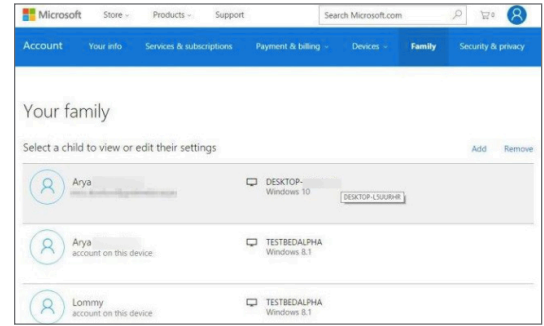 Microsoft Store Products Support Search Microsoft.com 0
Account Your info Services & subscriptions Payment & billing Devices Family Security & privacy
Your family
Select a child to view or edit their settings Add Remove
Arya DESKTOP-
Windows 10
DESKTOP-LSUURHR
Arya TESTBEDALPHA
account on this device Windows 8.1
Lommy TESTBEDALPHA
account on this device Windows 8.1